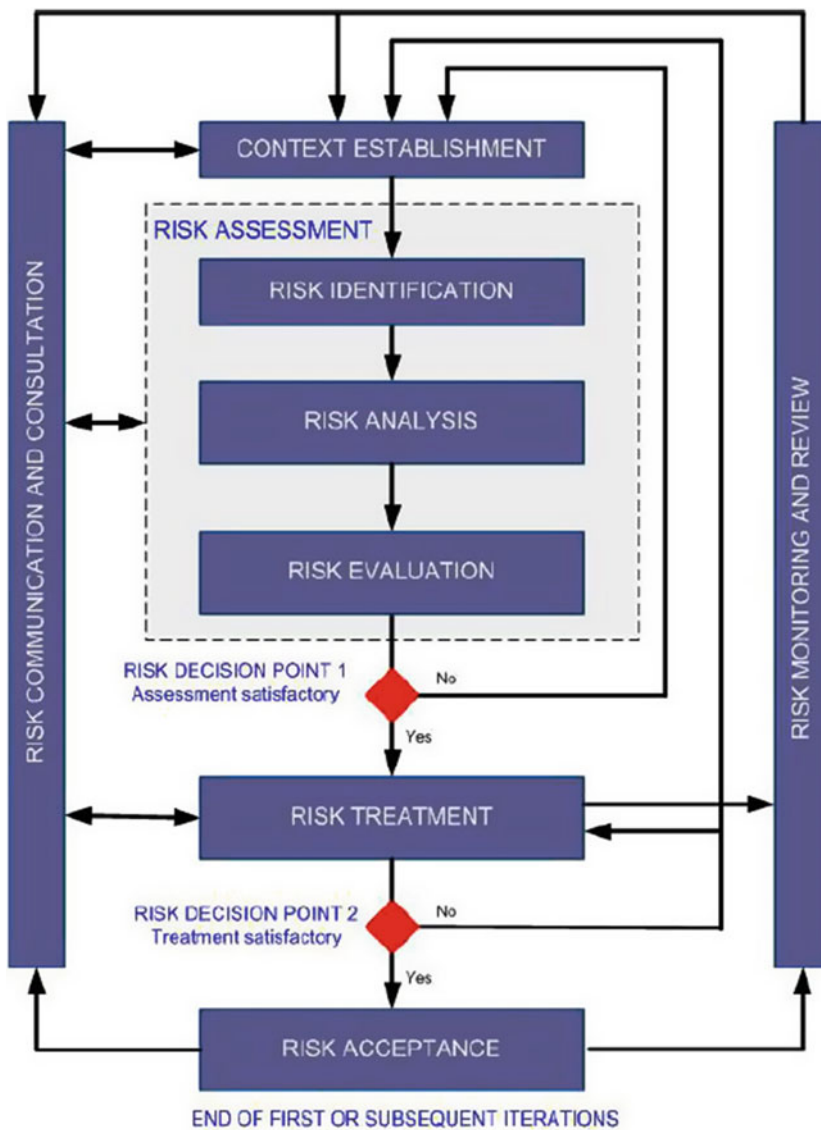 CONTEXT ESTABLISHMENT
RISK ASSESSMENT
RISK IDENTIFICATION
RISK ANALYSIS
RISK EVALUATION
RISK COMMUNICATION AND CONSULTATION
RISK MONITORING AND REVIEW
RISK DECISION POINT 1
Assessment satisfactory
No
Yes
RISK TREATMENT
RISK DECISION POINT 2
Treatment satisfactory
No
Yes
RISK ACCEPTANCE
END OF FIRST OR SUBSEQUENT ITERATIONS